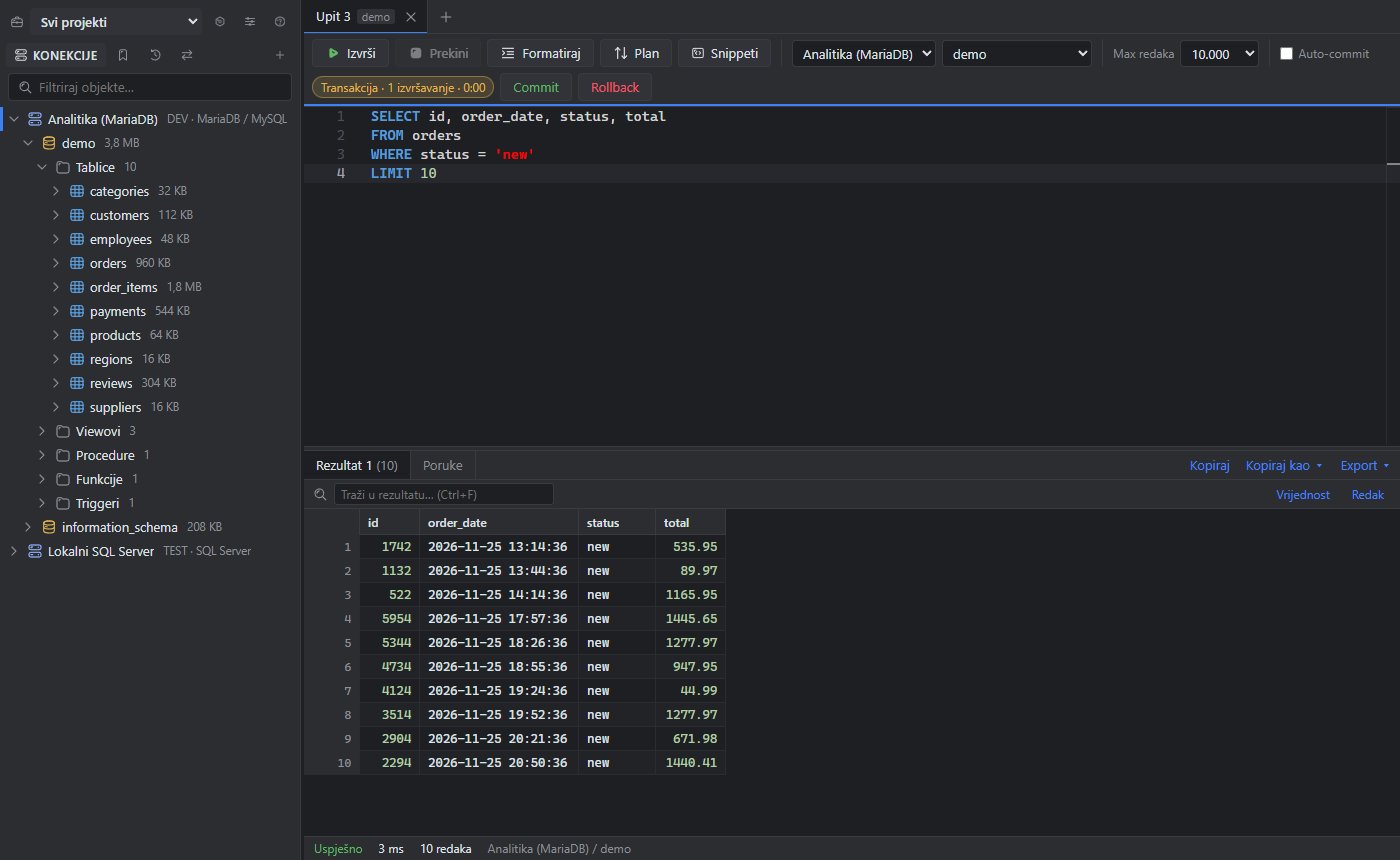 Svi projekti
KONEKCIJE
Filtriraj objekte...
Analitika (MariaDB) DEV · MariaDB / MySQL
demo 3,8 MB
Tablice 10
categories 32 KB
customers 112 KB
employees 48 KB
orders 960 KB
order_items 1,8 MB
payments 544 KB
products 64 KB
regions 16 KB
reviews 304 KB
suppliers 16 KB
Viewovi 3
Procedure 1
Funkcije 1
Triggeri 1
information_schema 208 KB
Lokalni SQL Server TEST · SQL Server
Upit 3 demo
Izvrši Prekini Formatiraj Plan Snippeti Analitika (MariaDB) demo Max redaka 10.000 Auto-commit
Transakcija · 1 izvršavanje · 0:00 Commit Rollback
1 SELECT id, order_date, status, total
2 FROM orders
3 WHERE status = 'new'
4 LIMIT 10
Rezultat 1 (10) Poruke Kopiraj Kopiraj kao Export
Traži u rezultatu... (Ctrl+F) Vrijednost Redak
id order_date status total
1 1742 2026-11-25 13:14:36 new 535.95
2 1132 2026-11-25 13:44:36 new 89.97
3 522 2026-11-25 14:14:36 new 1165.95
4 5954 2026-11-25 17:57:36 new 1445.65
5 5344 2026-11-25 18:26:36 new 1277.97
6 4734 2026-11-25 18:55:36 new 947.95
7 4124 2026-11-25 19:24:36 new 44.99
8 3514 2026-11-25 19:52:36 new 1277.97
9 2904 2026-11-25 20:21:36 new 671.98
10 2294 2026-11-25 20:50:36 new 1440.41
Uspješno 3 ms 10 redaka Analitika (MariaDB) / demo